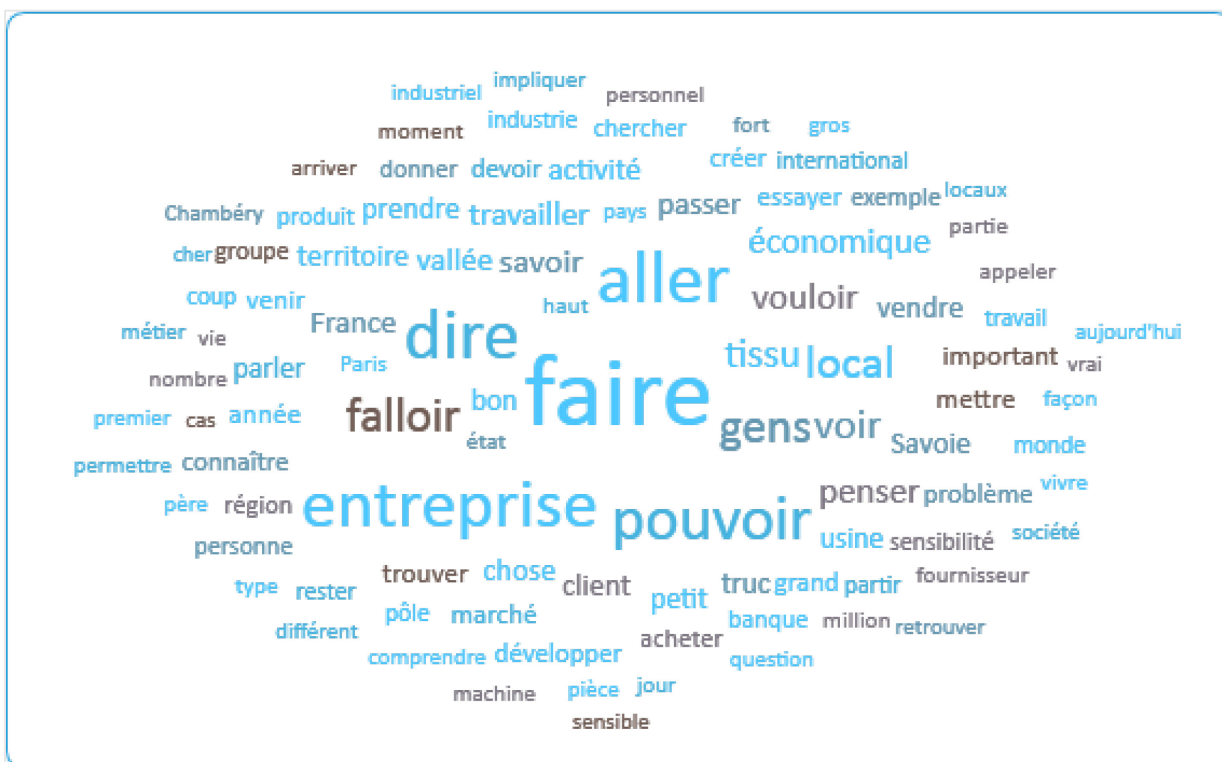 impliquer
industriel personnel
moment industrie chercher fort gros
arriver donner devoir activité créer international
Chambéry produit prendre travailler pays passer essayer exemple locaux
cher groupe territoire vallée savoir aller économique partie
coup venir haut vouloir vendre appeler
métier vie France dire travail aujourd'hui
nombre parler Paris faire tissu local important vrai
premier cas année falloir bon gens voir mettre façon
permettre connaître état Savoie monde
père région entreprise pouvoir penser problème vivre
personne usine sensibilité société
type rester trouver chose client petit truc grand partir fournisseur
différent pôle marché acheter banque million retrouver
comprendre développer question
machine pièce jour
sensible